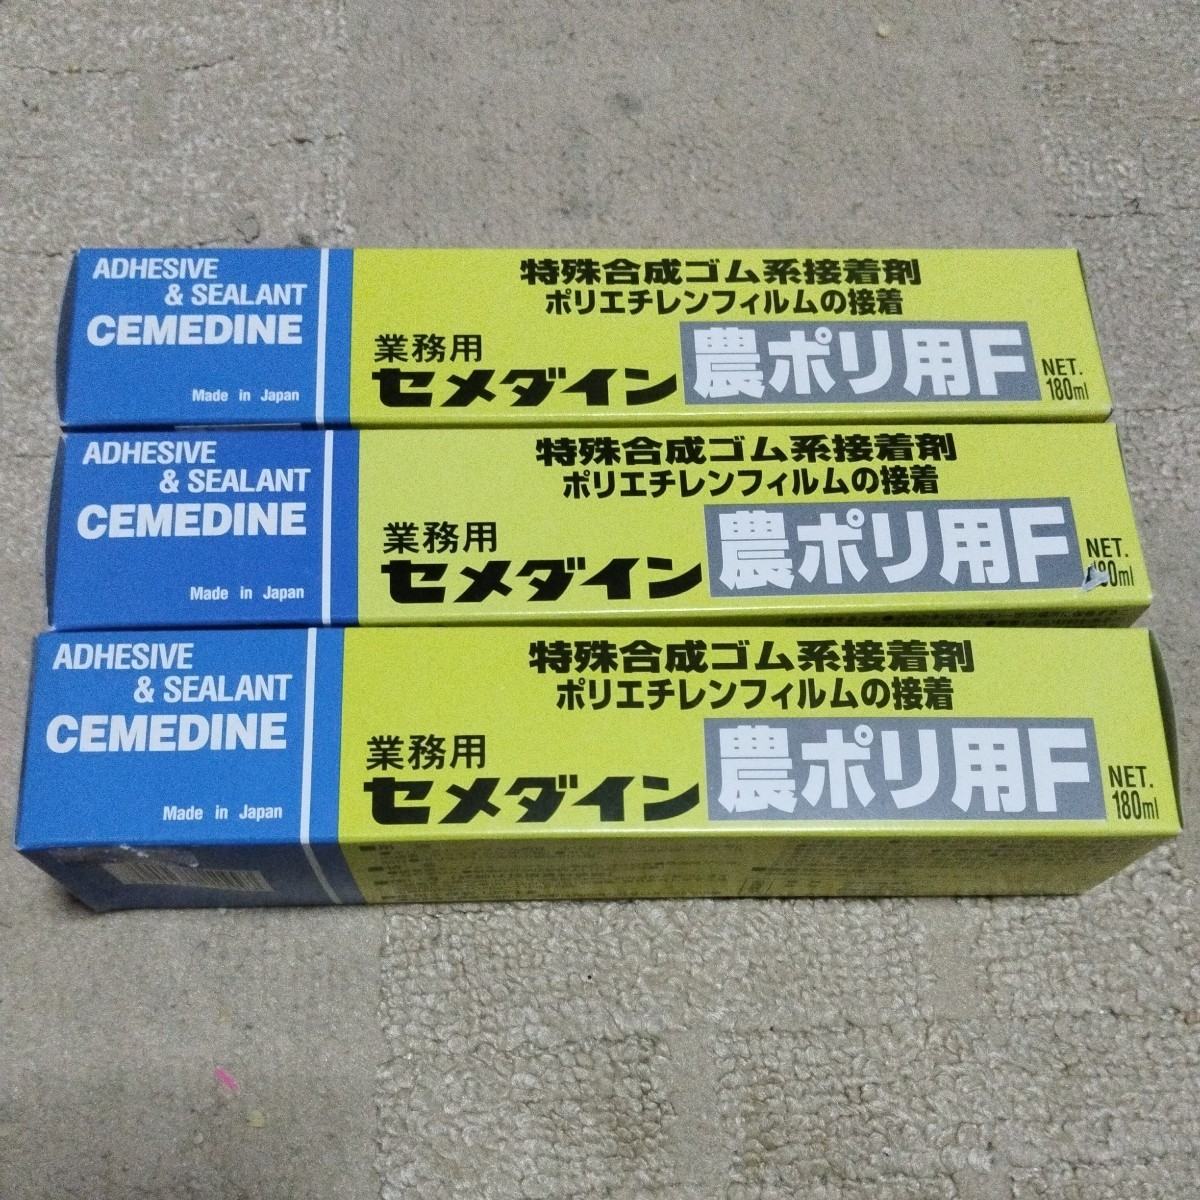 ADHESIVE
& SEALANT
CEMEDINE
Made in Japan
特殊合成ゴム系接着剤
ポリエチレンフィルムの接着
業務用
セメダイン 農ポリ用F
NET.
180ml
ADHESIVE
& SEALANT
CEMEDINE
Made in Japan
特殊合成ゴム系接着剤
ポリエチレンフィルムの接着
業務用
セメダイン 農ポリ用F
NET.
80ml
ADHESIVE
& SEALANT
CEMEDINE
Made in Japan
特殊合成ゴム系接着剤
ポリエチレンフィルムの接着
業務用
セメダイン 農ポリ用F
NET.
180ml